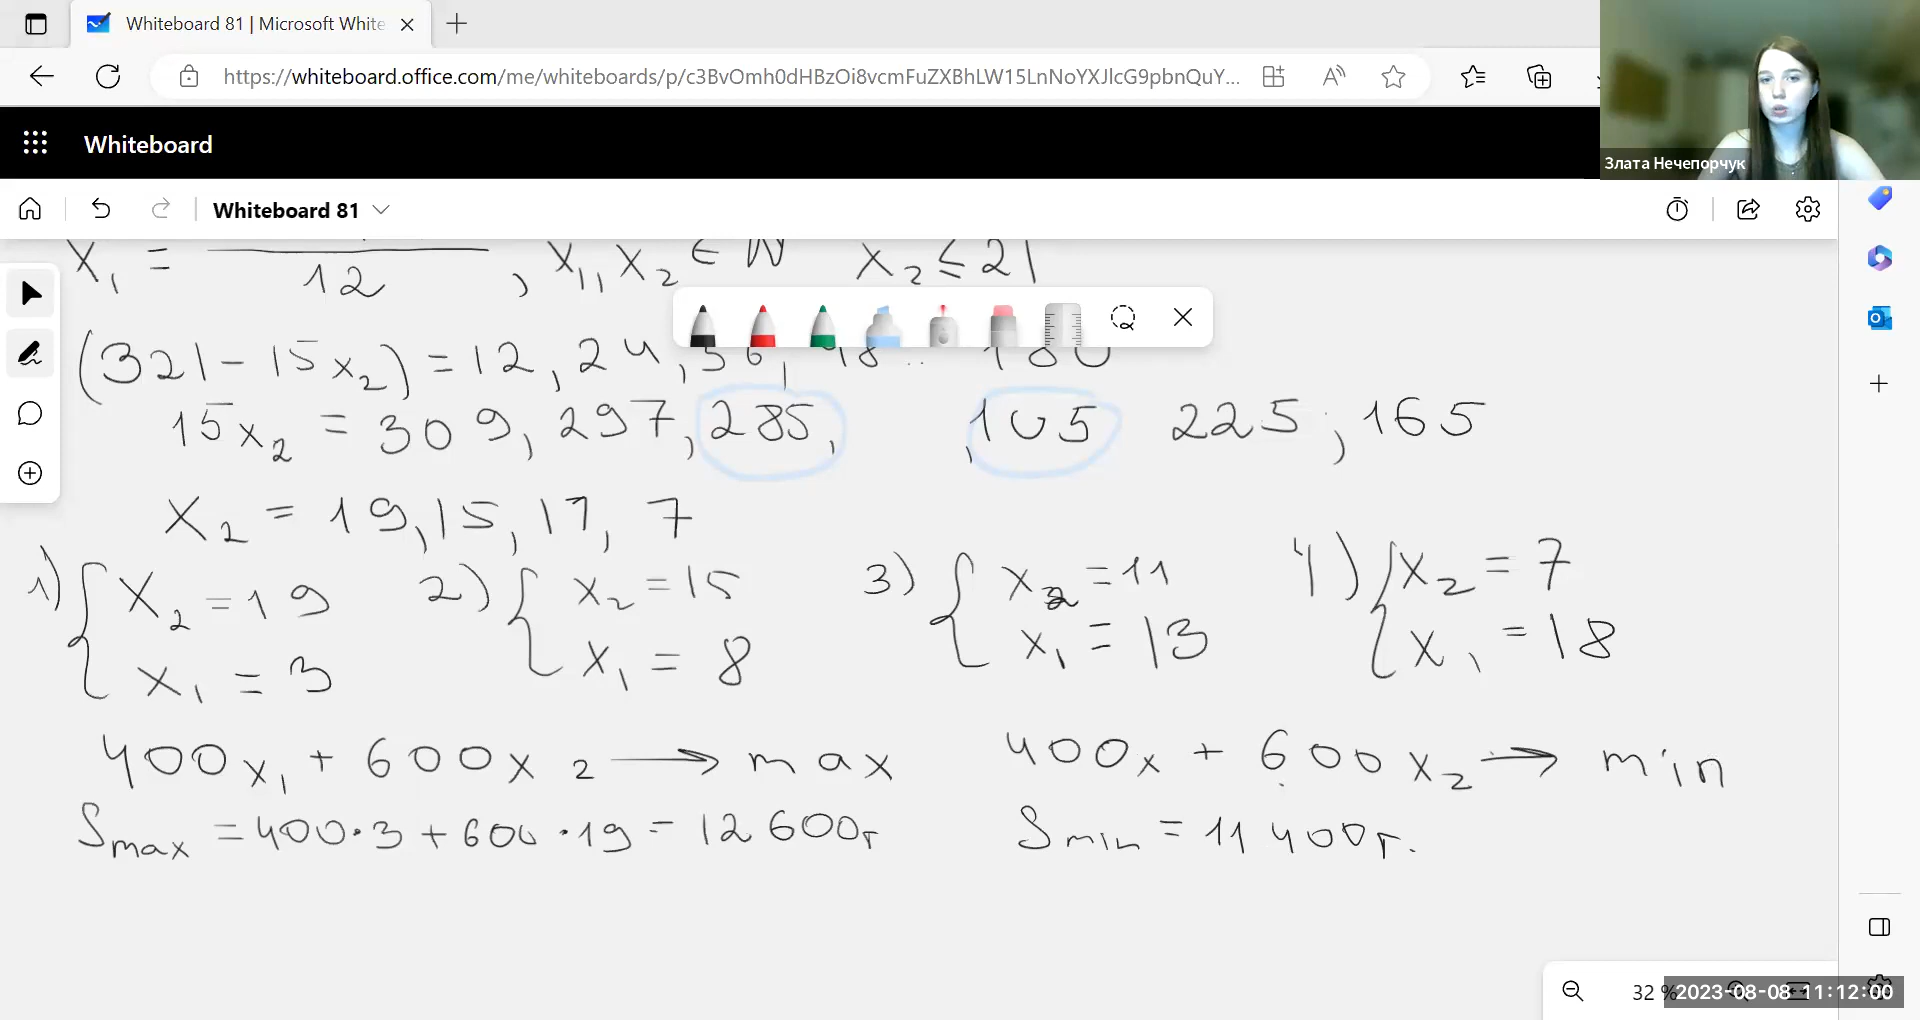 Whiteboard 81 | Microsoft White
https://whiteboard.office.com/me/whiteboards/p/c3BvOmh0dHBzOi8vcmFuZXBhLW15LnNoYXJlcG9pbnQuY...
Whiteboard
Злата Нечепорчук
Whiteboard 81
x₁ = 12 , x₁, x₂ ∈ N x₂ ≤ 21
(321 - 15x₂) = 12, 24, 36, 48 .. 180
15x₂ = 309, 297, 285, , 105 225, 165
x₂ = 19, 15, 11, 7
1) { x₂ = 19
x₁ = 3
2) { x₂ = 15
x₁ = 8
3) { x₂ = 11
x₁ = 13
4) { x₂ = 7
x₁ = 18
400x₁ + 600x₂ → max
400x + 600x₂ → min
Smax = 400·3 + 600·19 = 12 600г
Smin = 11 400г.
32 %
2023-08-08 11:12:00